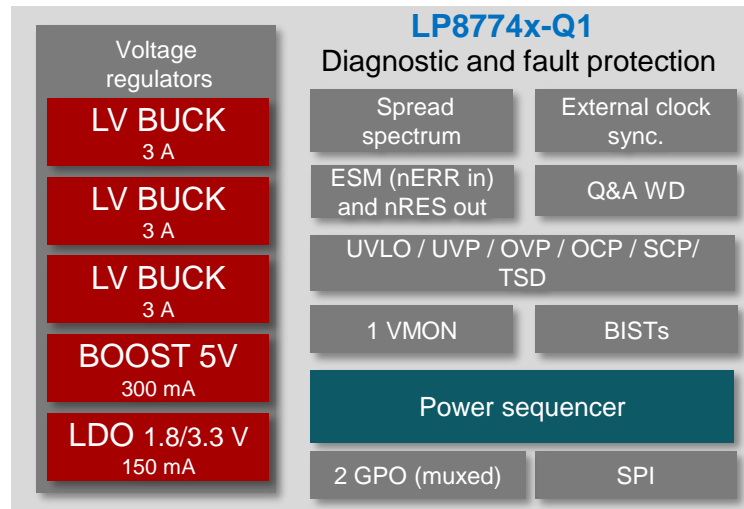 Voltage
regulators
LV BUCK
3 A
LV BUCK
3 A
LV BUCK
3 A
BOOST 5V
300 mA
LDO 1.8/3.3 V
150 mA
LP8774x-Q1
Diagnostic and fault protection
Spread
spectrum
External clock
sync.
ESM (nERR in)
and nRES out
Q&A WD
UVLO / UVP / OVP / OCP / SCP/
TSD
1 VMON
BISTs
Power sequencer
2 GPO (muxed)
SPI